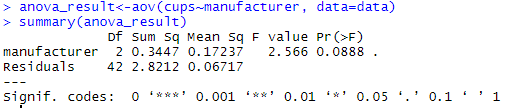 > anova_result<-aov(cups~manufacturer, data=data)
> summary(anova_result)
             Df Sum Sq Mean Sq F value Pr(>F)
manufacturer  2 0.3447 0.17237   2.566 0.0888 .
Residuals    42 2.8212 0.06717
---
Signif. codes:  0 ‘***’ 0.001 ‘**’ 0.01 ‘*’ 0.05 ‘.’ 0.1 ‘ ’ 1